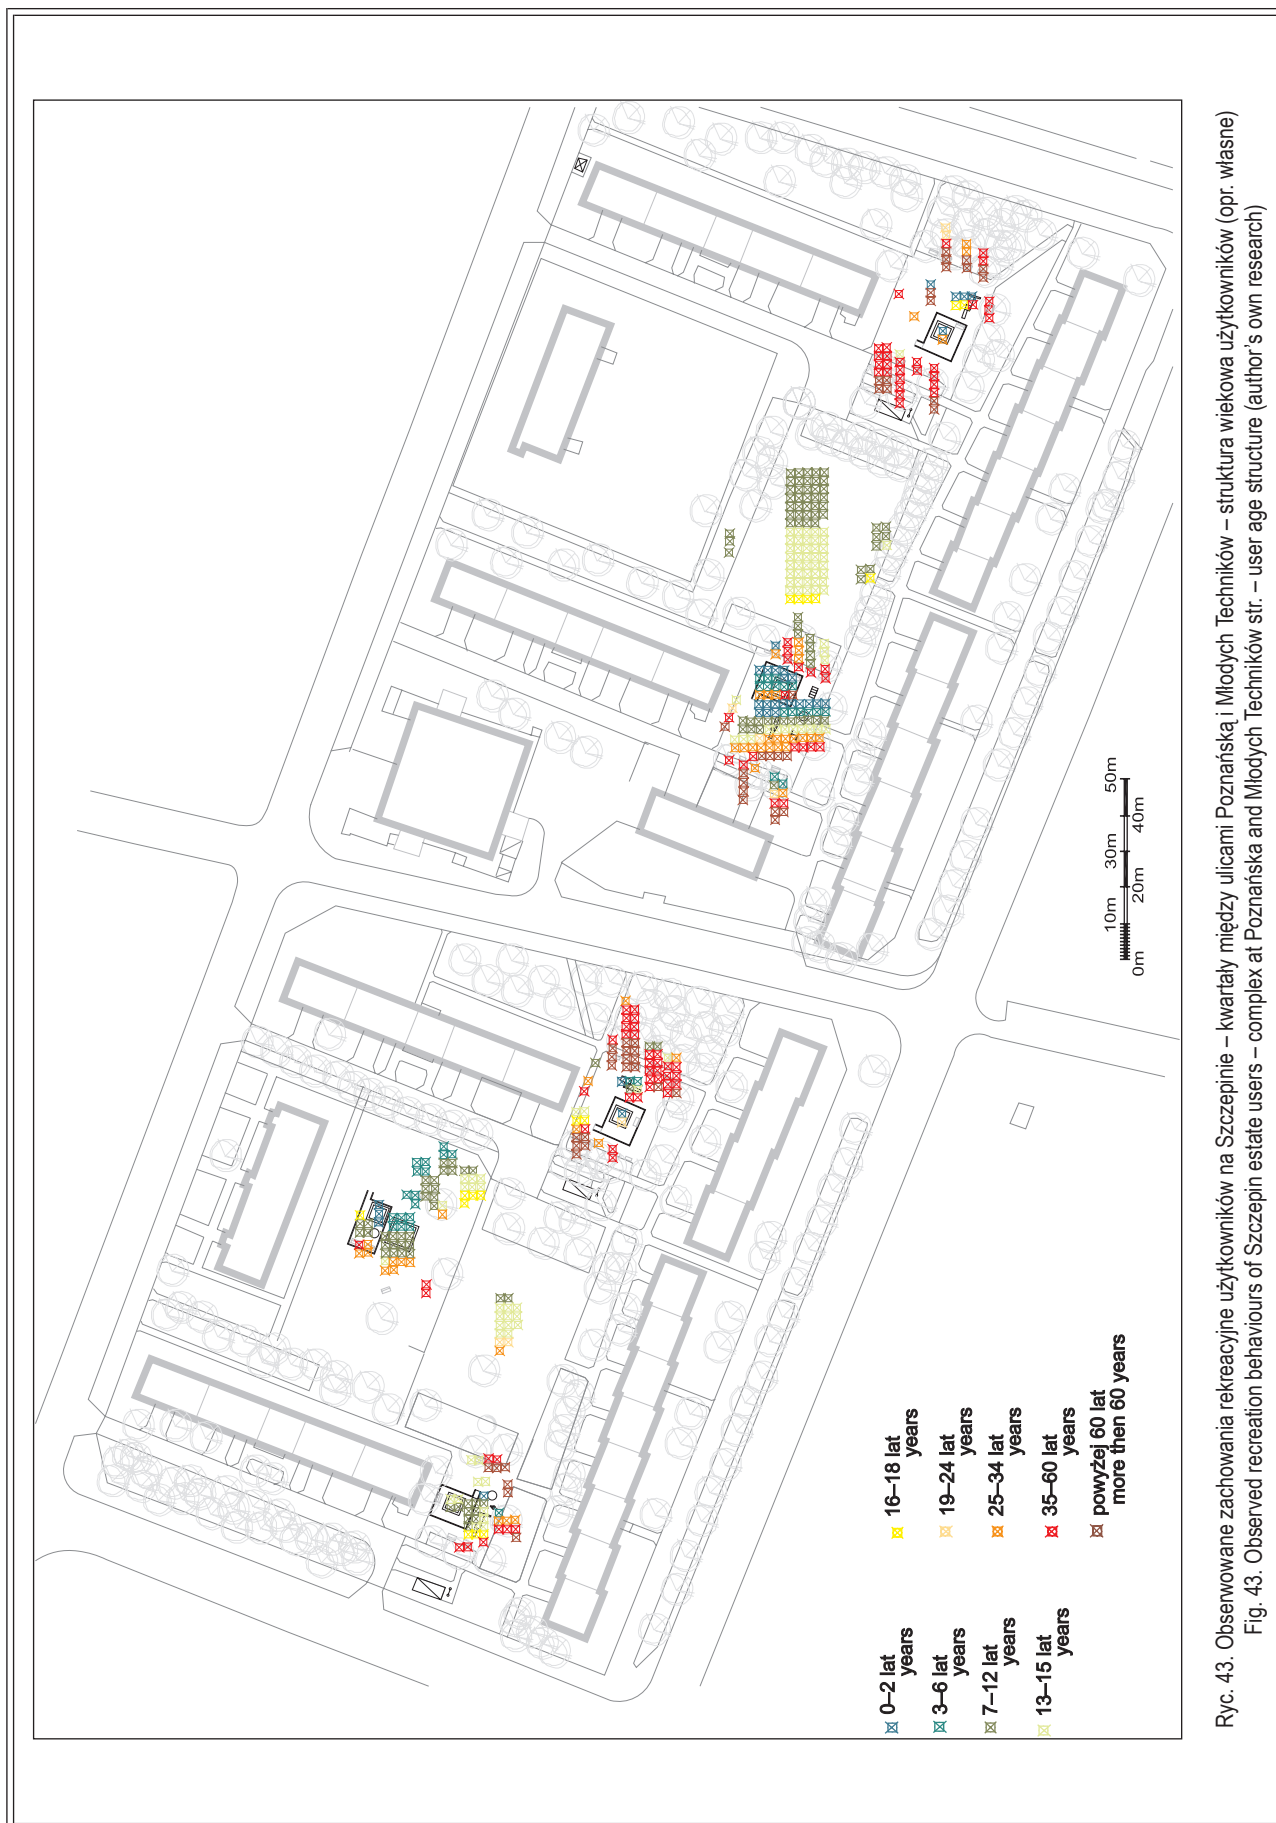 0–2 lat
years
3–6 lat
years
7–12 lat
years
13–15 lat
years
16–18 lat
years
19–24 lat
years
25–34 lat
years
35–60 lat
years
powyżej 60 lat
more then 60 years
0m
10m
20m
30m
40m
50m
Ryc. 43. Obserwowane zachowania rekreacyjne użytkowników na Szczepinie – kwartały między ulicami Poznańską i Młodych Techników – struktura wiekowa użytkowników (opr. własne)
Fig. 43. Observed recreation behaviours of Szczepin estate users – complex at Poznańska and Młodych Techników str. – user age structure (author's own research)